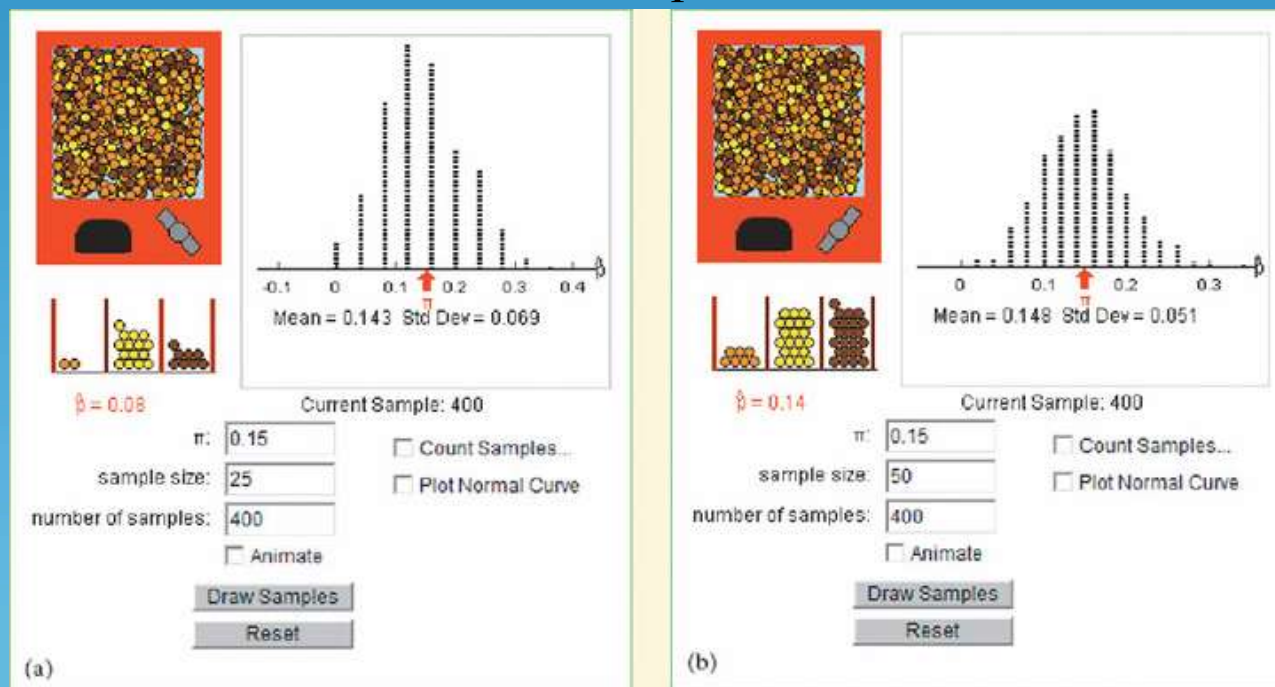 -0.1 0 0.1 0.2 0.3 0.4 p̂
π
Mean = 0.143 Std Dev = 0.069
p̂ = 0.08
Current Sample: 400
π: 0.15
Count Samples...
sample size: 25
Plot Normal Curve
number of samples: 400
Animate
Draw Samples
Reset
(a)
0 0.1 0.2 0.3 p̂
π
Mean = 0.148 Std Dev = 0.051
p̂ = 0.14
Current Sample: 400
π: 0.15
Count Samples...
sample size: 50
Plot Normal Curve
number of samples: 400
Animate
Draw Samples
Reset
(b)